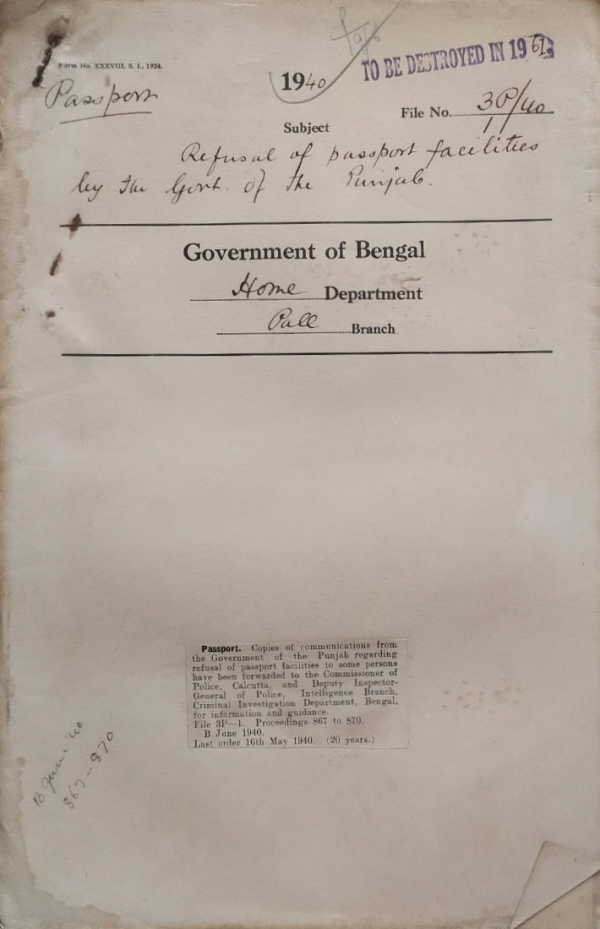 Form No. XXXVIII, S. I., 1924.
TO BE DESTROYED IN 1961
Passport
1940
File No. 3P/40
1
Subject
Refusal of passport facilities
by the Govt. of the Punjab.
Government of Bengal
Home Department
Poll Branch
Passport. Copies of communications from
the Government of the Punjab regarding
refusal of passport facilities to some persons
have been forwarded to the Commissioner of
Police, Calcutta, and Deputy Inspector-
General of Police, Intelligence Branch,
Criminal Investigation Department, Bengal,
for information and guidance.
File 3P—1. Proceedings 867 to 870.
B June 1940.
Last order 16th May 1940. (20 years.)
B June '40
867-870